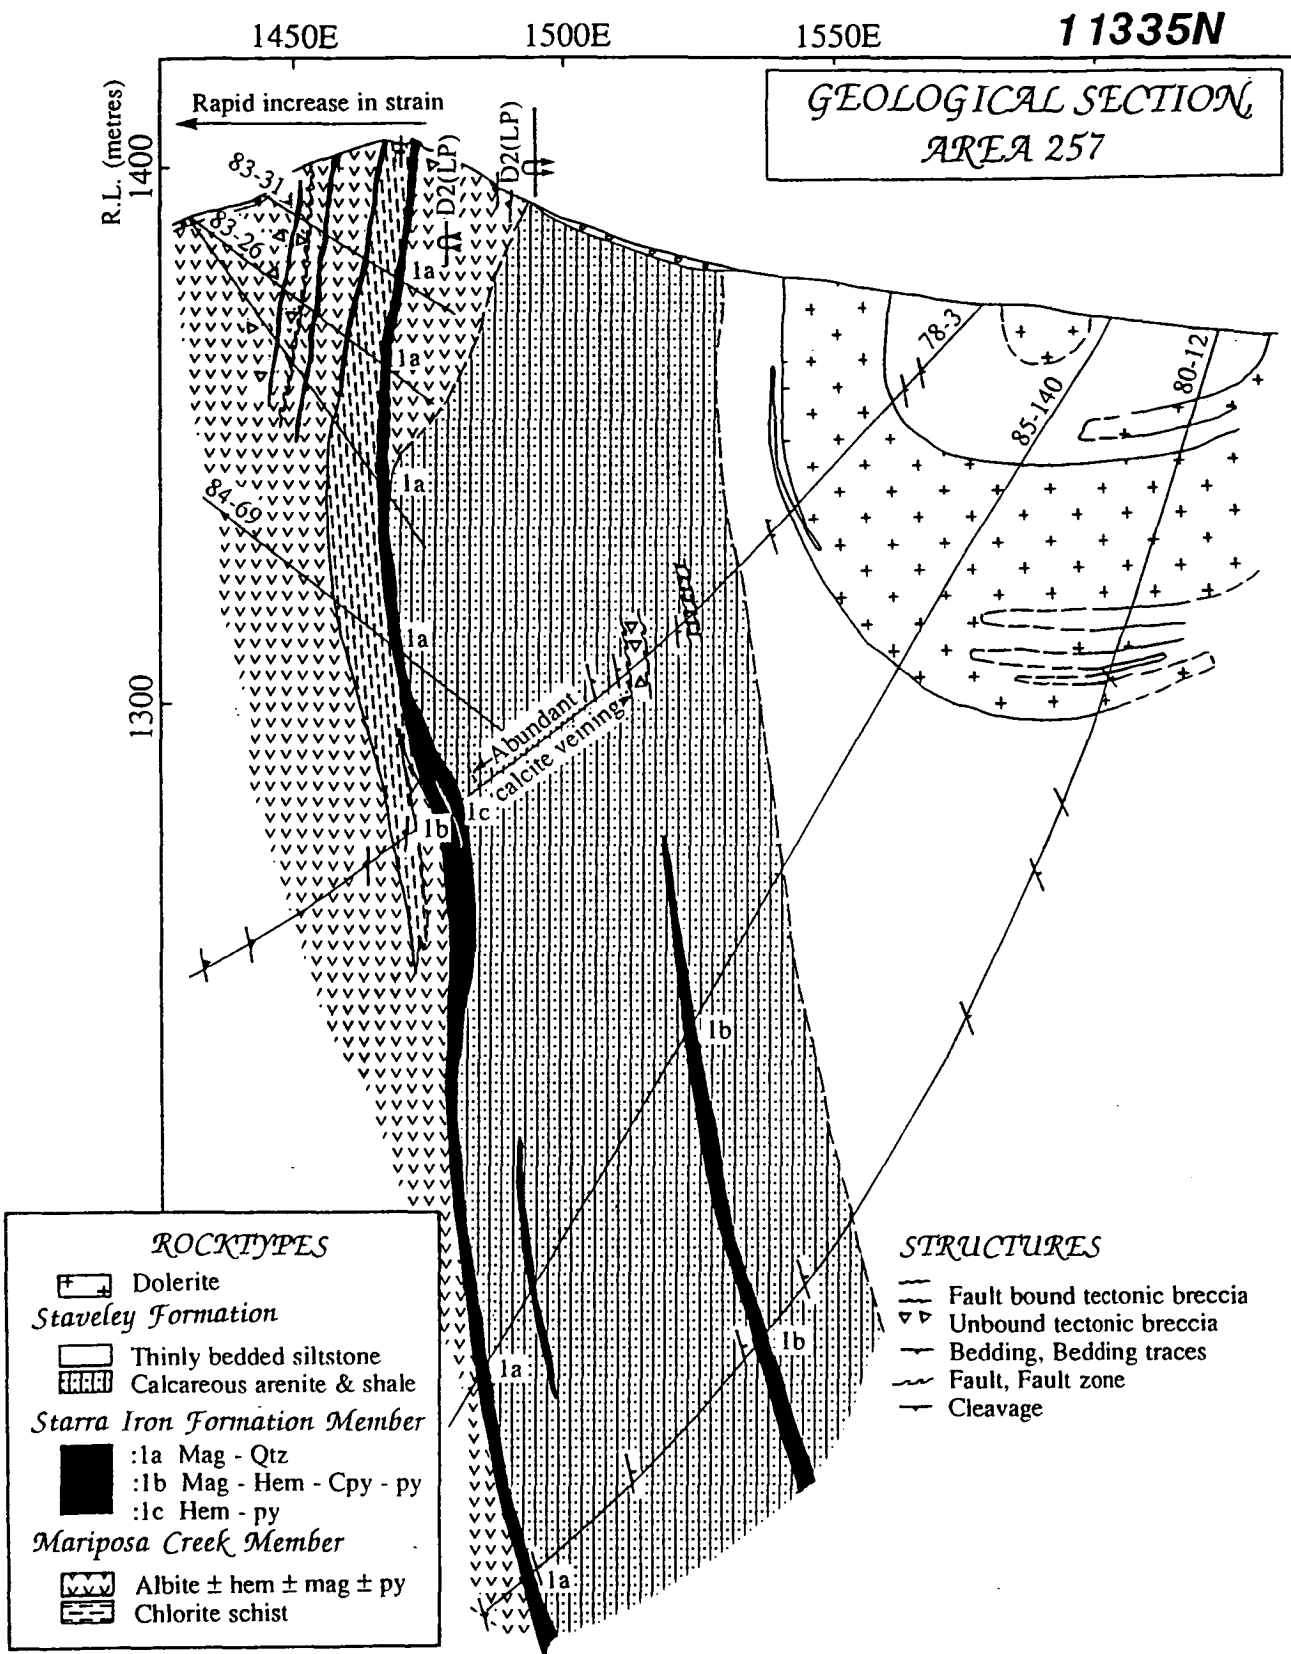 1450E 1500E 1550E 11335N
GEOLOGICAL SECTION,
AREA 257
R.L. (metres)
1400
1300
Rapid increase in strain
D2(LP)
D2(LP)
83-31
83-26
84-69
78-3
85-140
80-12
1a
1a
1a
1a
Abundant
calcite veining
1c
1b
1b
1b
1a
1a
ROCKTYPES
Dolerite
Staveley Formation
Thinly bedded siltstone
Calcareous arenite & shale
Starra Iron Formation Member
:1a Mag - Qtz
:1b Mag - Hem - Cpy - py
:1c Hem - py
Mariposa Creek Member
Albite ± hem ± mag ± py
Chlorite schist
STRUCTURES
Fault bound tectonic breccia
Unbound tectonic breccia
Bedding, Bedding traces
Fault, Fault zone
Cleavage